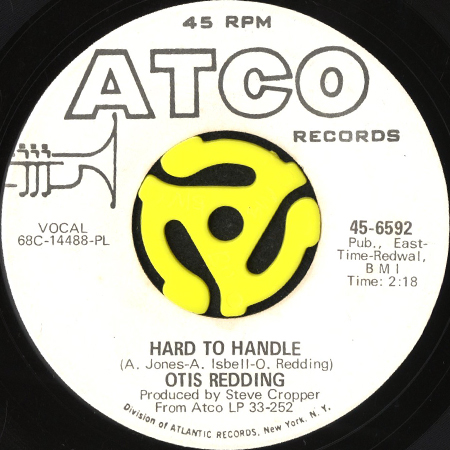 45 RPM
ATCO
RECORDS
VOCAL
68C-14488-PL
45-6592
Pub., East-
Time-Redwal,
B M I
Time: 2:18
HARD TO HANDLE
(A. Jones-A. Isbell-O. Redding)
OTIS REDDING
Produced by Steve Cropper
From Atco LP 33-252
Division of ATLANTIC RECORDS, New York, N. Y.